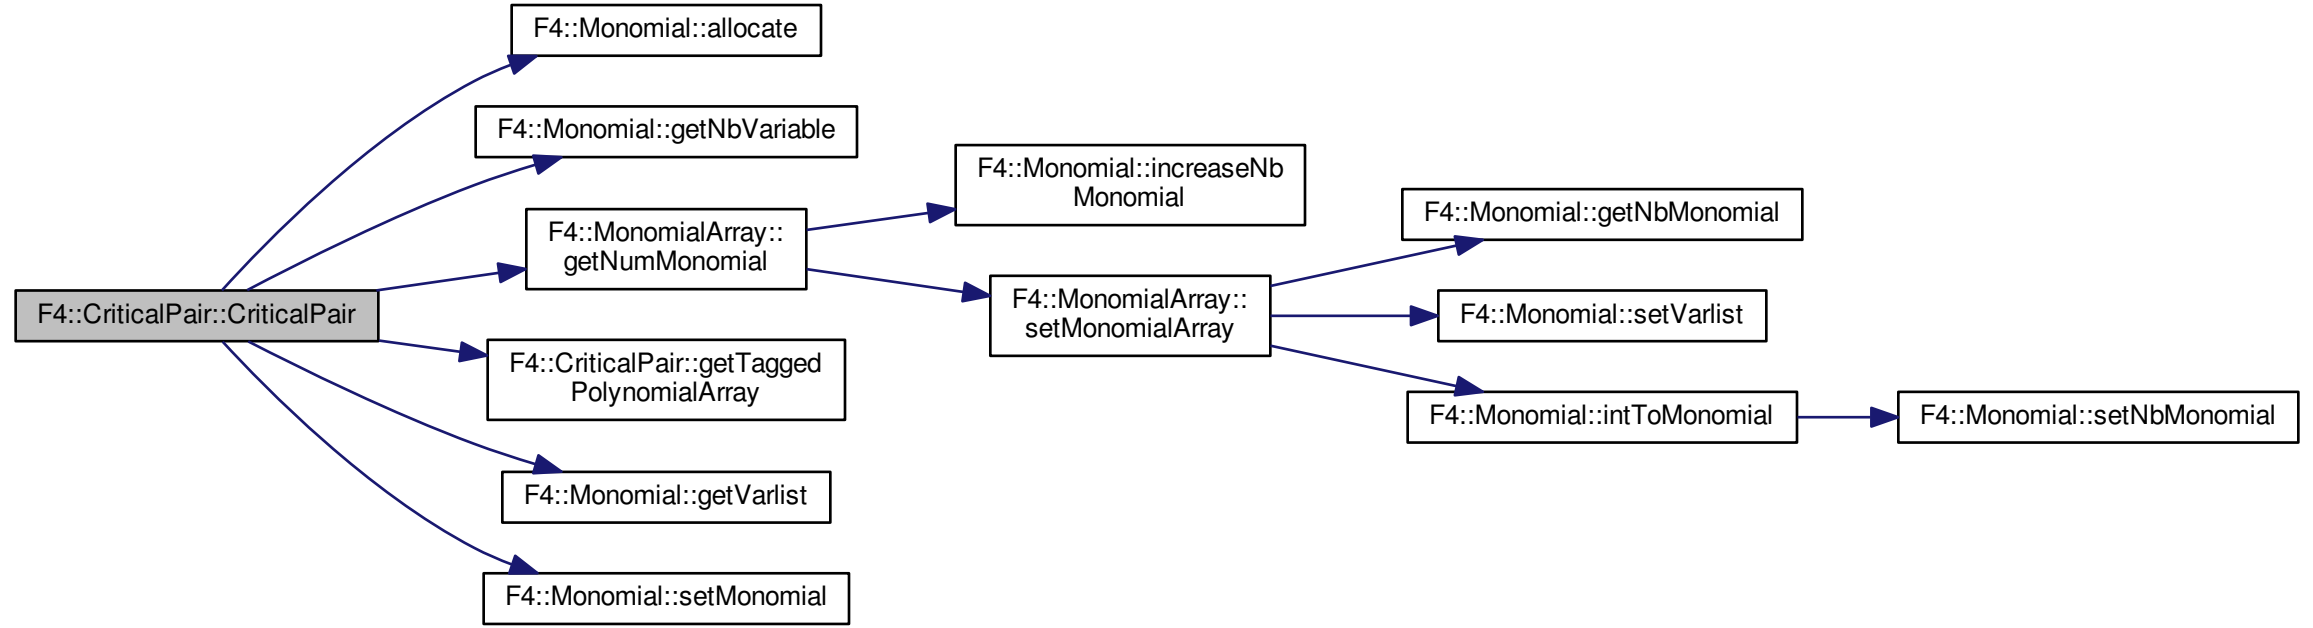 F4::Monomial::allocate
F4::Monomial::getNbVariable
F4::MonomialArray::
getNumMonomial
F4::Monomial::increaseNb
Monomial
F4::Monomial::getNbMonomial
F4::CriticalPair::CriticalPair
F4::MonomialArray::
setMonomialArray
F4::Monomial::setVarlist
F4::CriticalPair::getTagged
PolynomialArray
F4::Monomial::intToMonomial
F4::Monomial::setNbMonomial
F4::Monomial::getVarlist
F4::Monomial::setMonomial